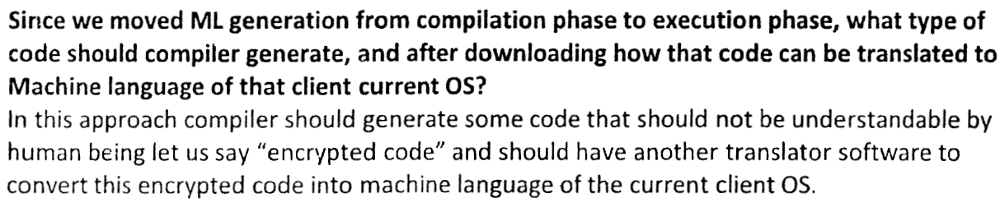 Since we moved ML generation from compilation phase to execution phase, what type of
code should compiler generate, and after downloading how that code can be translated to
Machine language of that client current OS?
In this approach compiler should generate some code that should not be understandable by
human being let us say “encrypted code” and should have another translator software to
convert this encrypted code into machine language of the current client OS.